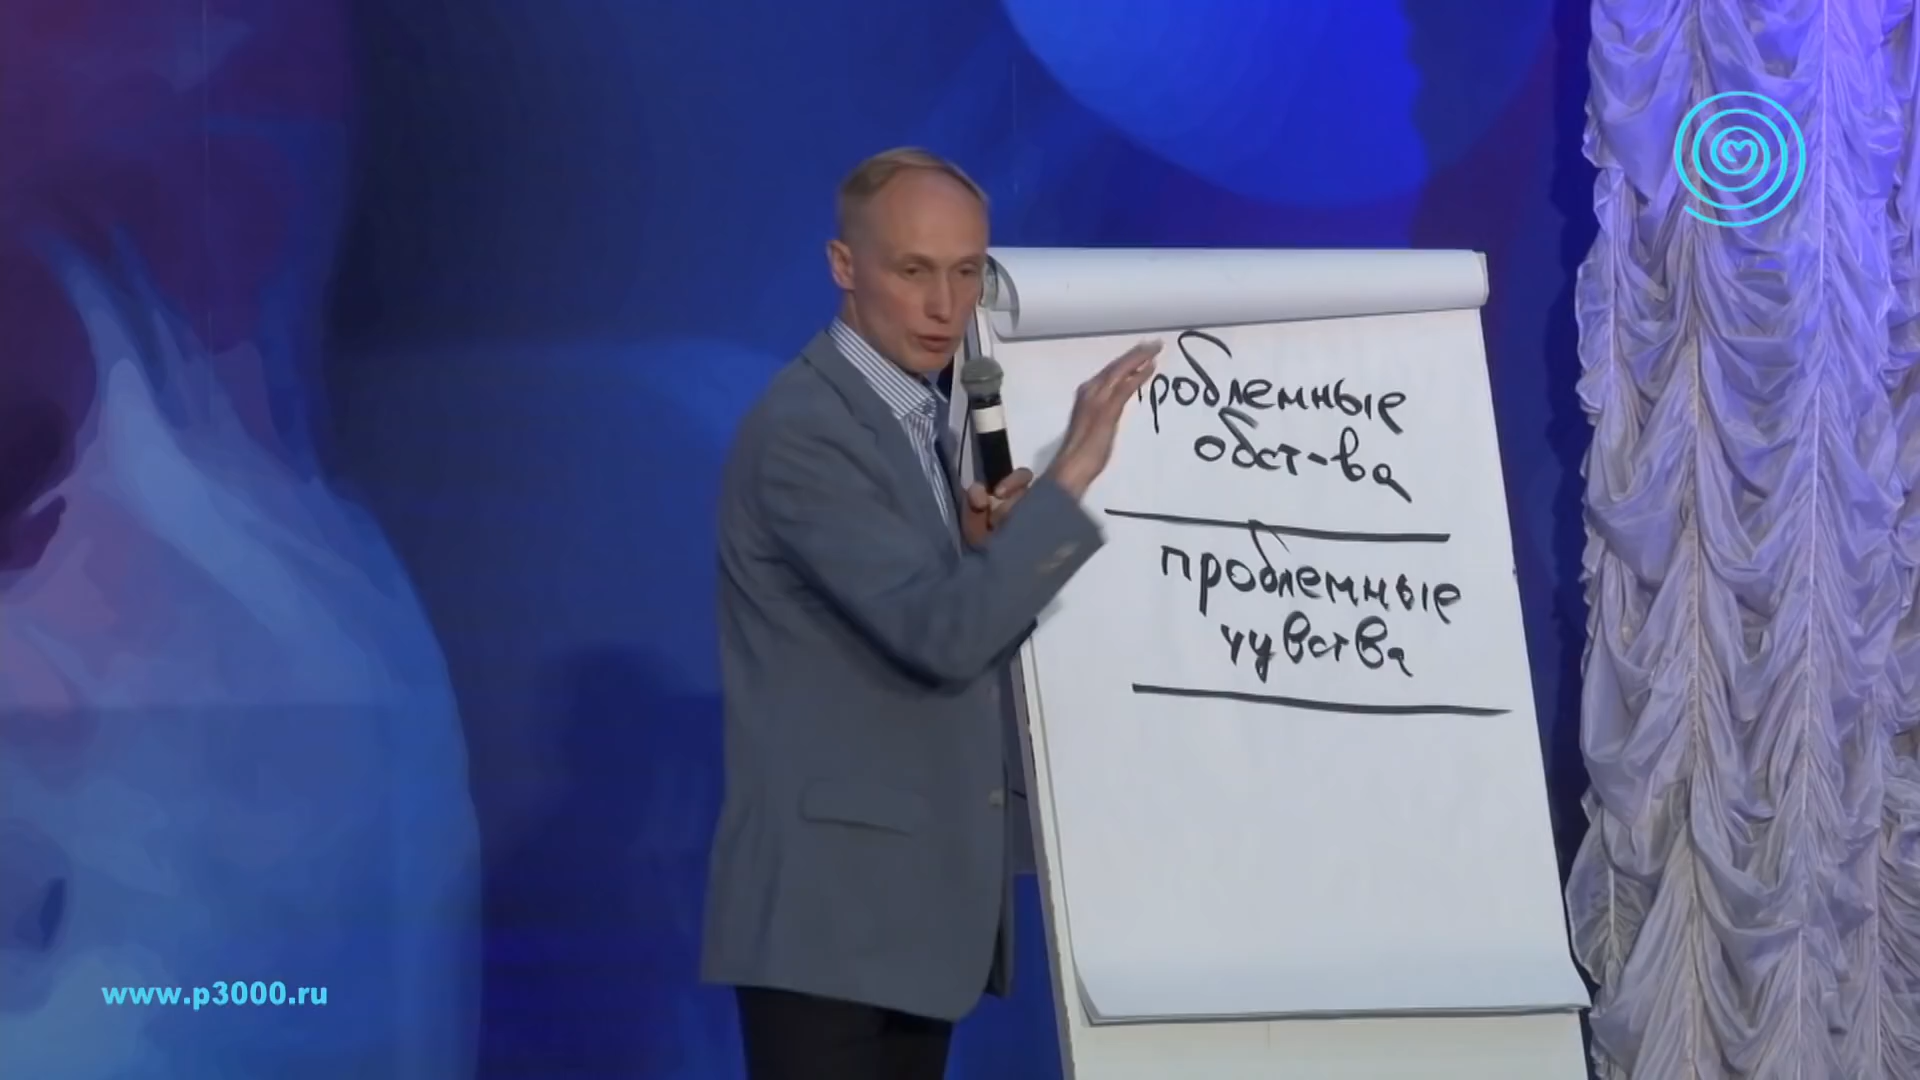 проблемные
обст-ва
проблемные
чувства
www.p3000.ru